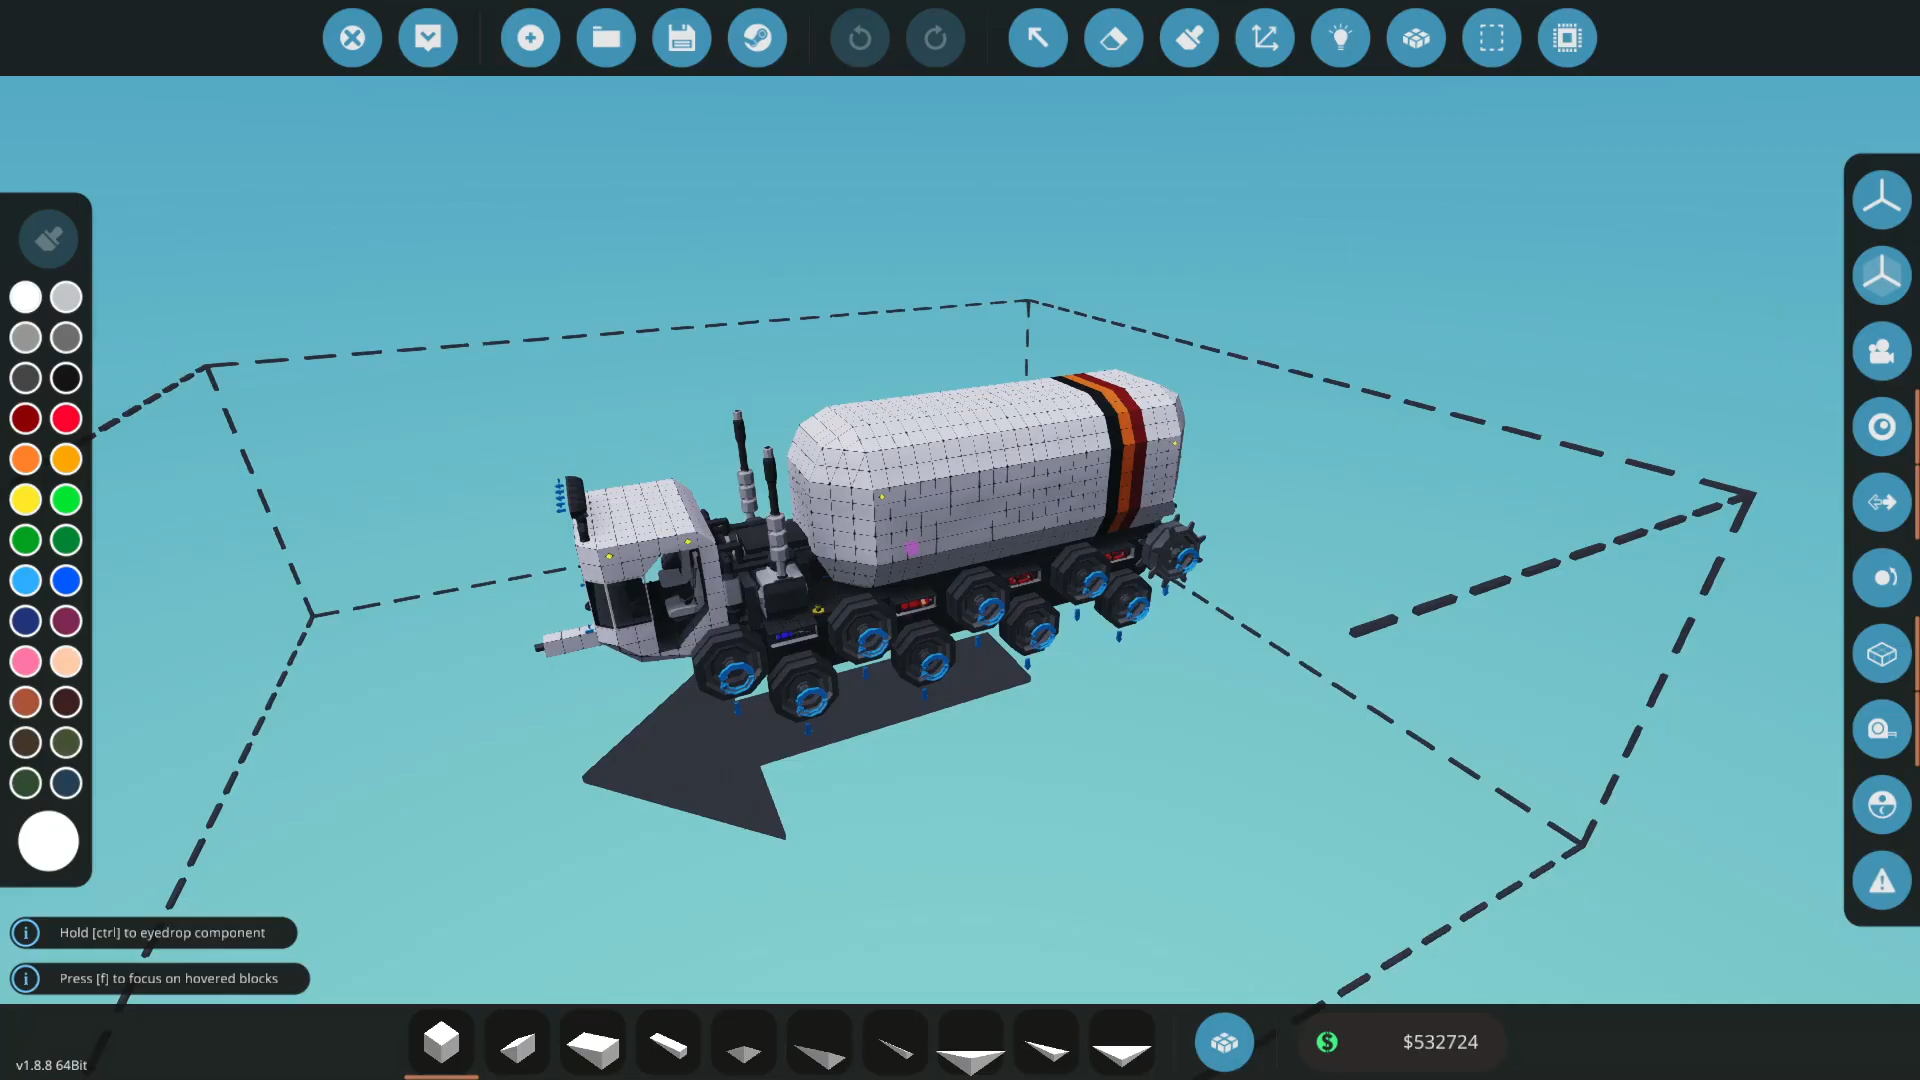 Hold [ctrl] to eyedrop component
Press [f] to focus on hovered blocks
v1.8.8 64Bit
$532724